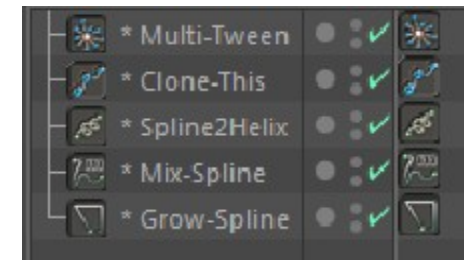 * Multi-Tween
* Clone-This
* Spline2Helix
* Mix-Spline
* Grow-Spline